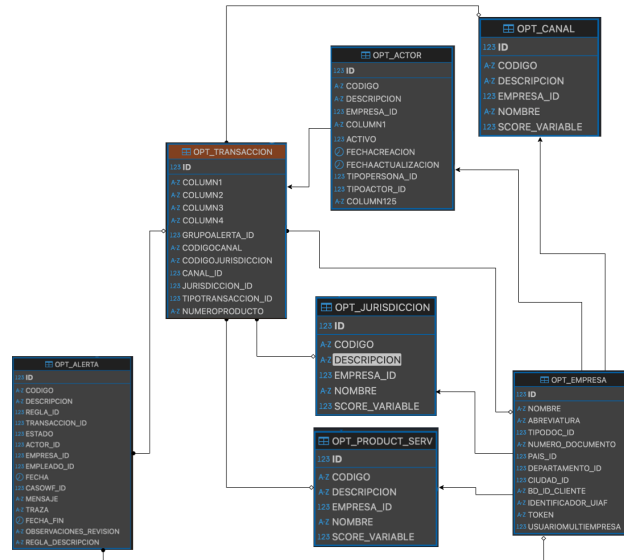 OPT_CANAL
123 ID
A-Z CODIGO
A-Z DESCRIPCION
123 EMPRESA_ID
A-Z NOMBRE
123 SCORE_VARIABLE
OPT_ACTOR
123 ID
A-Z CODIGO
A-Z DESCRIPCION
123 EMPRESA_ID
A-Z COLUMN1
123 ACTIVO
FECHACREACION
FECHAACTUALIZACION
123 TIPOPERSONA_ID
123 TIPOACTOR_ID
A-Z COLUMN125
OPT_TRANSACCION
123 ID
A-Z COLUMN1
A-Z COLUMN2
A-Z COLUMN3
A-Z COLUMN4
123 GRUPOALERTA_ID
A-Z CODIGOCANAL
A-Z CODIGOJURISDICCION
123 CANAL_ID
123 JURISDICCION_ID
123 TIPOTRANSACCION_ID
A-Z NUMEROPRODUCTO
OPT_JURISDICCION
123 ID
A-Z CODIGO
A-Z DESCRIPCION
123 EMPRESA_ID
A-Z NOMBRE
123 SCORE_VARIABLE
OPT_ALERTA
123 ID
A-Z CODIGO
A-Z DESCRIPCION
123 REGLA_ID
123 TRANSACCION_ID
123 ESTADO
123 ACTOR_ID
123 EMPRESA_ID
123 EMPLEADO_ID
FECHA
123 CASOWF_ID
A-Z MENSAJE
A-Z TRAZA
FECHA_FIN
A-Z OBSERVACIONES_REVISION
A-Z REGLA_DESCRIPCION
OPT_PRODUCT_SERV
123 ID
A-Z CODIGO
A-Z DESCRIPCION
123 EMPRESA_ID
A-Z NOMBRE
123 SCORE_VARIABLE
OPT_EMPRESA
123 ID
A-Z NOMBRE
A-Z ABREVIATURA
123 TIPODOC_ID
A-Z NUMERO_DOCUMENTO
123 PAIS_ID
123 DEPARTAMENTO_ID
123 CIUDAD_ID
A-Z BD_ID_CLIENTE
A-Z IDENTIFICADOR_UIAF
A-Z TOKEN
123 USUARIOMULTIEMPRESA